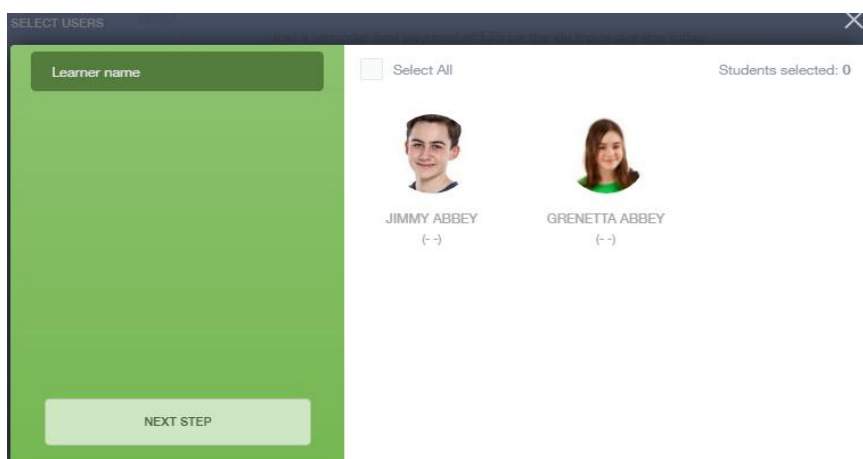 SELECT USERS
Learner name
Select All
Students selected: 0
JIMMY ABBEY
(- -)
GRENETTA ABBEY
(- -)
NEXT STEP